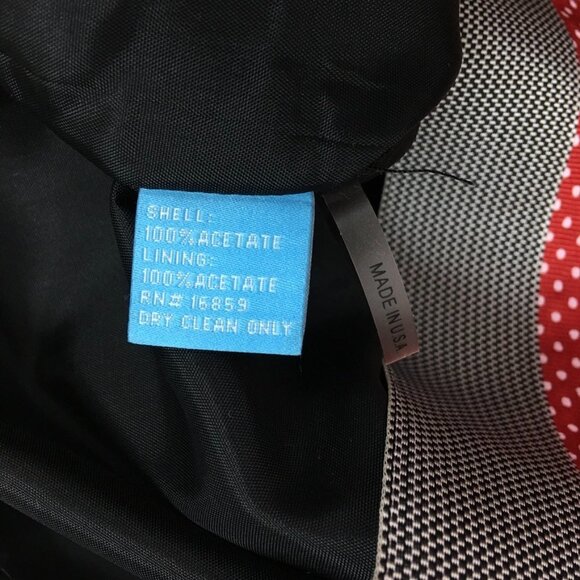 SHELL:
100% ACETATE
LINING:
100% ACETATE
RN# 16859
DRY CLEAN ONLY
MADE IN USA